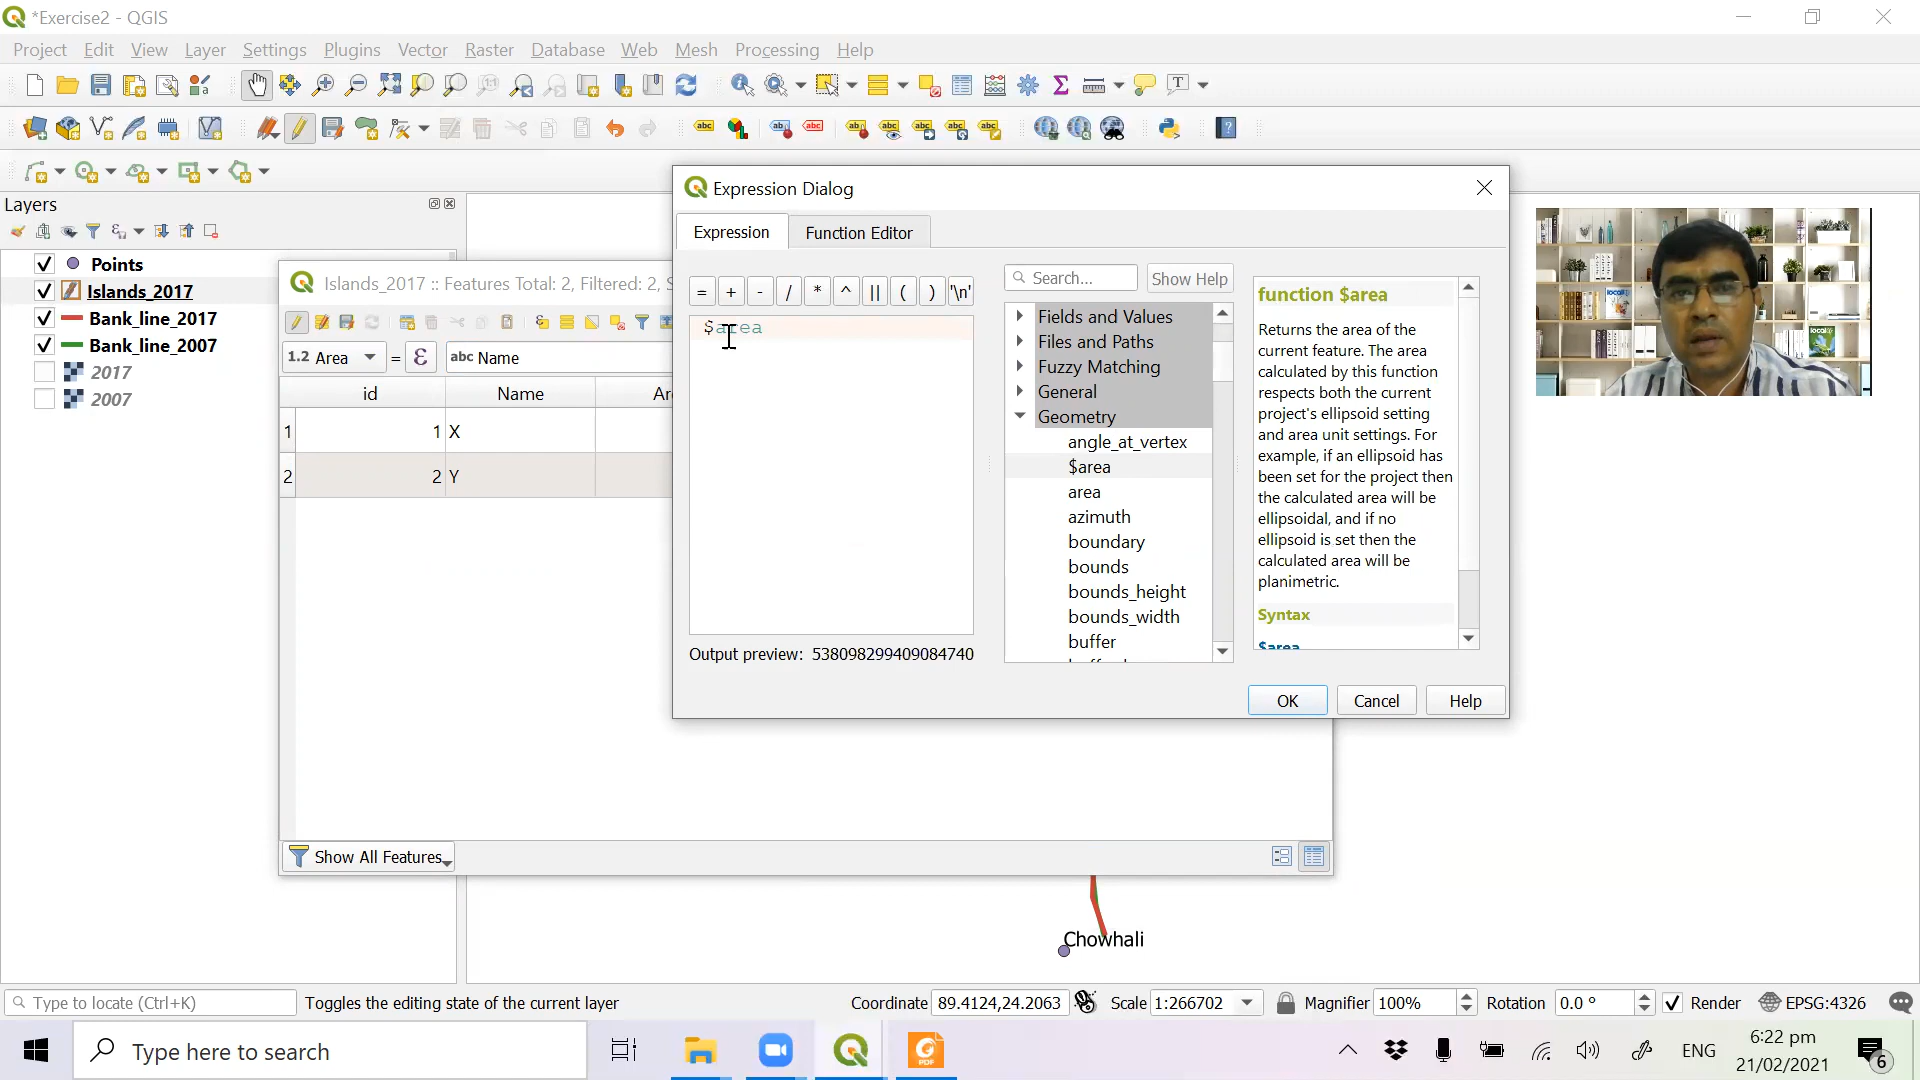 *Exercise2 - QGIS
Project Edit View Layer Settings Plugins Vector Raster Database Web Mesh Processing Help
Layers
Points
Islands_2017
Bank_line_2017
Bank_line_2007
2017
2007
Islands_2017 :: Features Total: 2, Filtered: 2, S
1.2 Area = ε abc Name
id Name Ar
1 1 X
2 2 Y
Show All Features
Expression Dialog
Expression Function Editor
= + - / * ^ || ( ) '\n'
$area
Output preview: 538098299409084740
Search... Show Help
Fields and Values
Files and Paths
Fuzzy Matching
General
Geometry
angle_at_vertex
$area
area
azimuth
boundary
bounds
bounds_height
bounds_width
buffer
function $area
Returns the area of the
current feature. The area
calculated by this function
respects both the current
project's ellipsoid setting
and area unit settings. For
example, if an ellipsoid has
been set for the project then
the calculated area will be
ellipsoidal, and if no
ellipsoid is set then the
calculated area will be
planimetric.
Syntax
$area
OK Cancel Help
Chowhali
Type to locate (Ctrl+K) Toggles the editing state of the current layer Coordinate 89.4124,24.2063 Scale 1:266702 Magnifier 100% Rotation 0.0 ° Render EPSG:4326
Type here to search
ENG
6:22 pm
21/02/2021
6